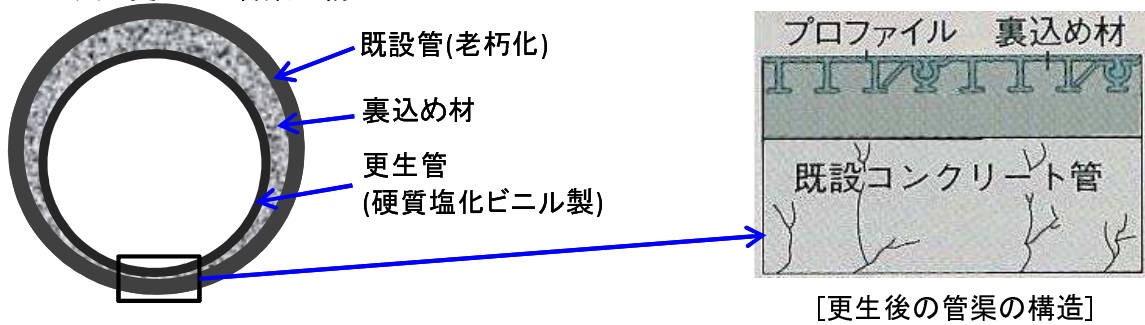 既設管(老朽化)
裏込め材
更生管
(硬質塩化ビニル製)
プロファイル 裏込め材
既設コンクリート管
[更生後の管渠の構造]